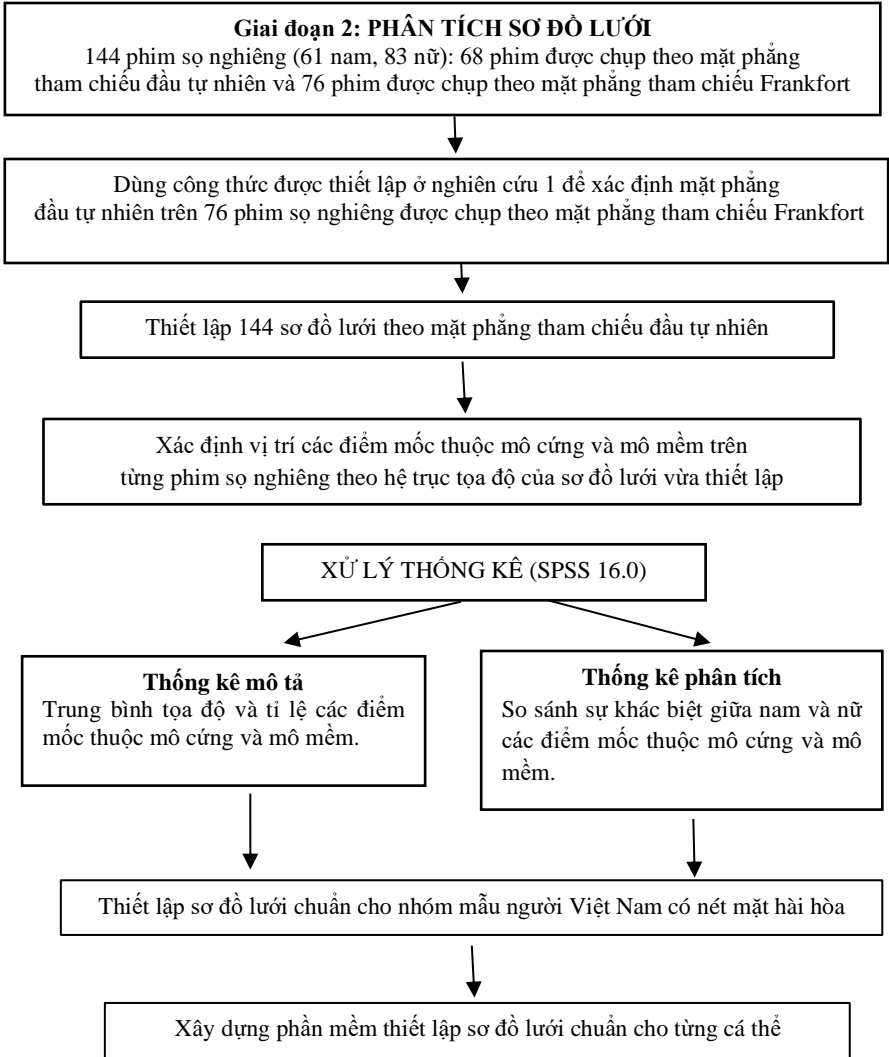 Giai đoạn 2: PHÂN TÍCH SƠ ĐỒ LƯỚI
144 phim sọ nghiêng (61 nam, 83 nữ): 68 phim được chụp theo mặt phẳng
tham chiếu đầu tự nhiên và 76 phim được chụp theo mặt phẳng tham chiếu Frankfort
Dùng công thức được thiết lập ở nghiên cứu 1 để xác định mặt phẳng
đầu tự nhiên trên 76 phim sọ nghiêng được chụp theo mặt phẳng tham chiếu Frankfort
Thiết lập 144 sơ đồ lưới theo mặt phẳng tham chiếu đầu tự nhiên
Xác định vị trí các điểm mốc thuộc mô cứng và mô mềm trên
từng phim sọ nghiêng theo hệ trục tọa độ của sơ đồ lưới vừa thiết lập
XỬ LÝ THỐNG KÊ (SPSS 16.0)
Thống kê mô tả
Trung bình tọa độ và tỉ lệ các điểm
mốc thuộc mô cứng và mô mềm.
Thống kê phân tích
So sánh sự khác biệt giữa nam và nữ
các điểm mốc thuộc mô cứng và mô
mềm.
Thiết lập sơ đồ lưới chuẩn cho nhóm mẫu người Việt Nam có nét mặt hài hòa
Xây dựng phần mềm thiết lập sơ đồ lưới chuẩn cho từng cá thể